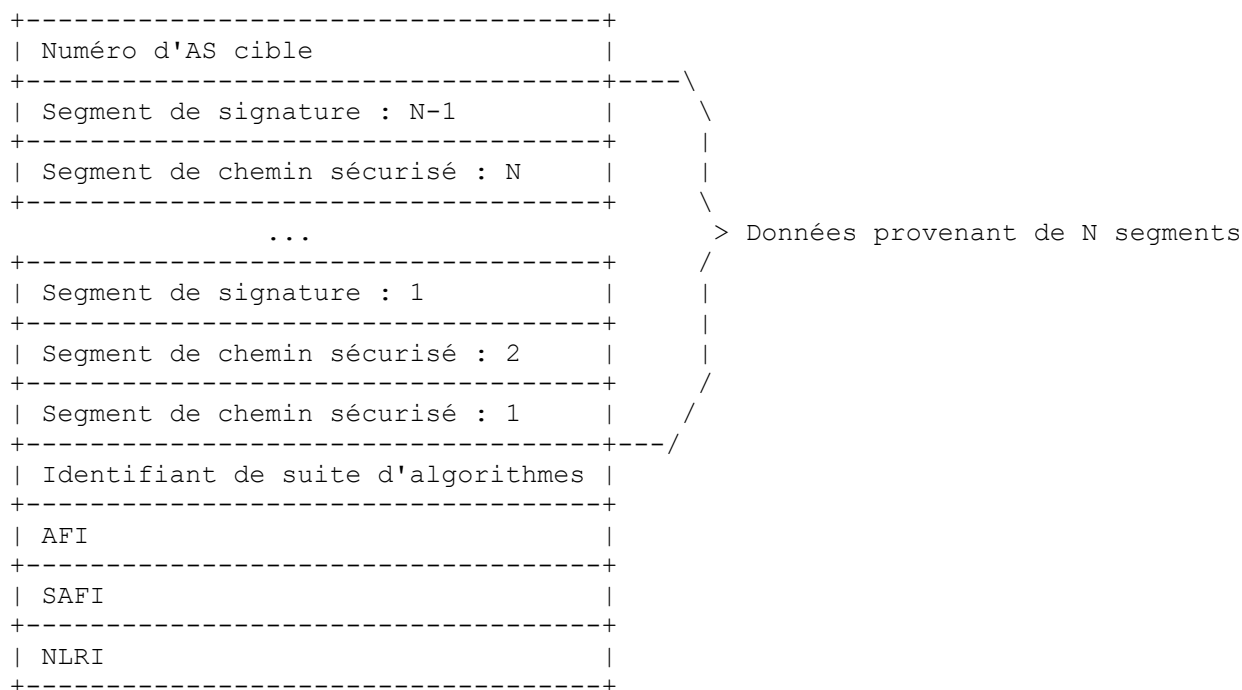 Numéro d'AS cible
Segment de signature : N-1
Segment de chemin sécurisé : N
...
> Données provenant de N segments
Segment de signature : 1
Segment de chemin sécurisé : 2
Segment de chemin sécurisé : 1
Identifiant de suite d'algorithmes
AFI
SAFI
NLRI